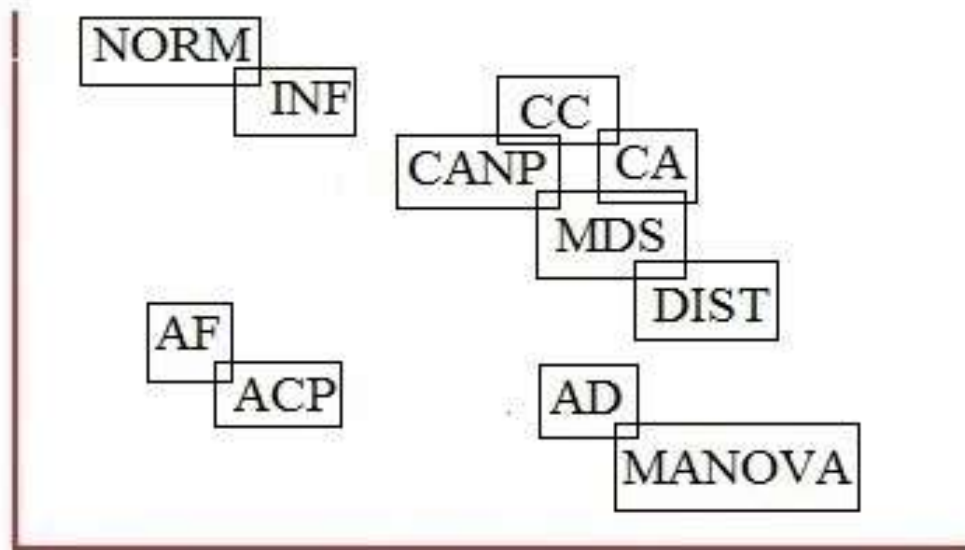 NORM
INF
CC
CANP
CA
MDS
DIST
AF
ACP
AD
MANOVA